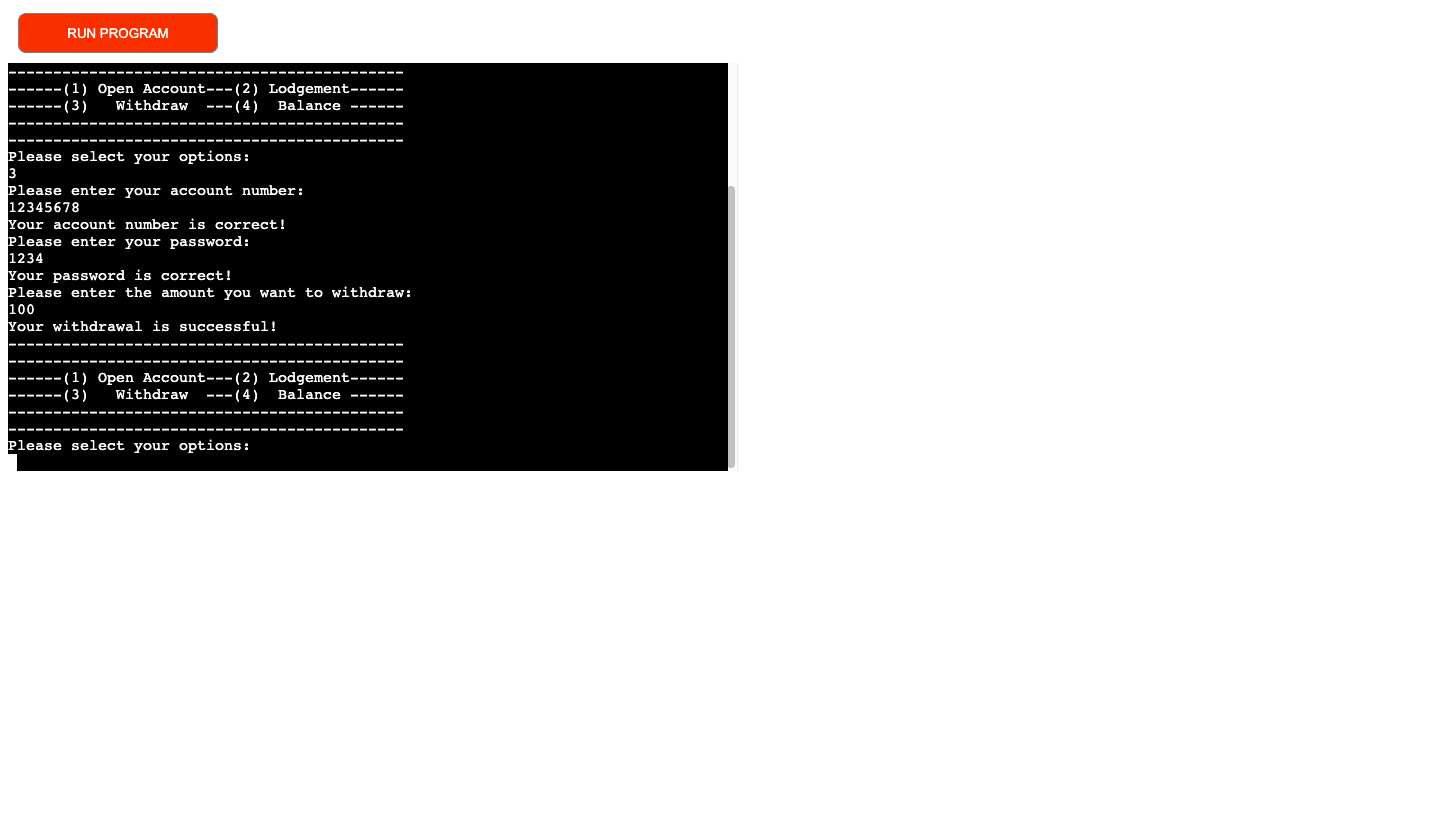 RUN PROGRAM
--------------------------------------------
------(1) Open Account---(2) Lodgement------
------(3)   Withdraw  ---(4)  Balance ------
--------------------------------------------
--------------------------------------------
Please select your options:
3
Please enter your account number:
12345678
Your account number is correct!
Please enter your password:
1234
Your password is correct!
Please enter the amount you want to withdraw:
100
Your withdrawal is successful!
--------------------------------------------
--------------------------------------------
------(1) Open Account---(2) Lodgement------
------(3)   Withdraw  ---(4)  Balance ------
--------------------------------------------
--------------------------------------------
Please select your options: